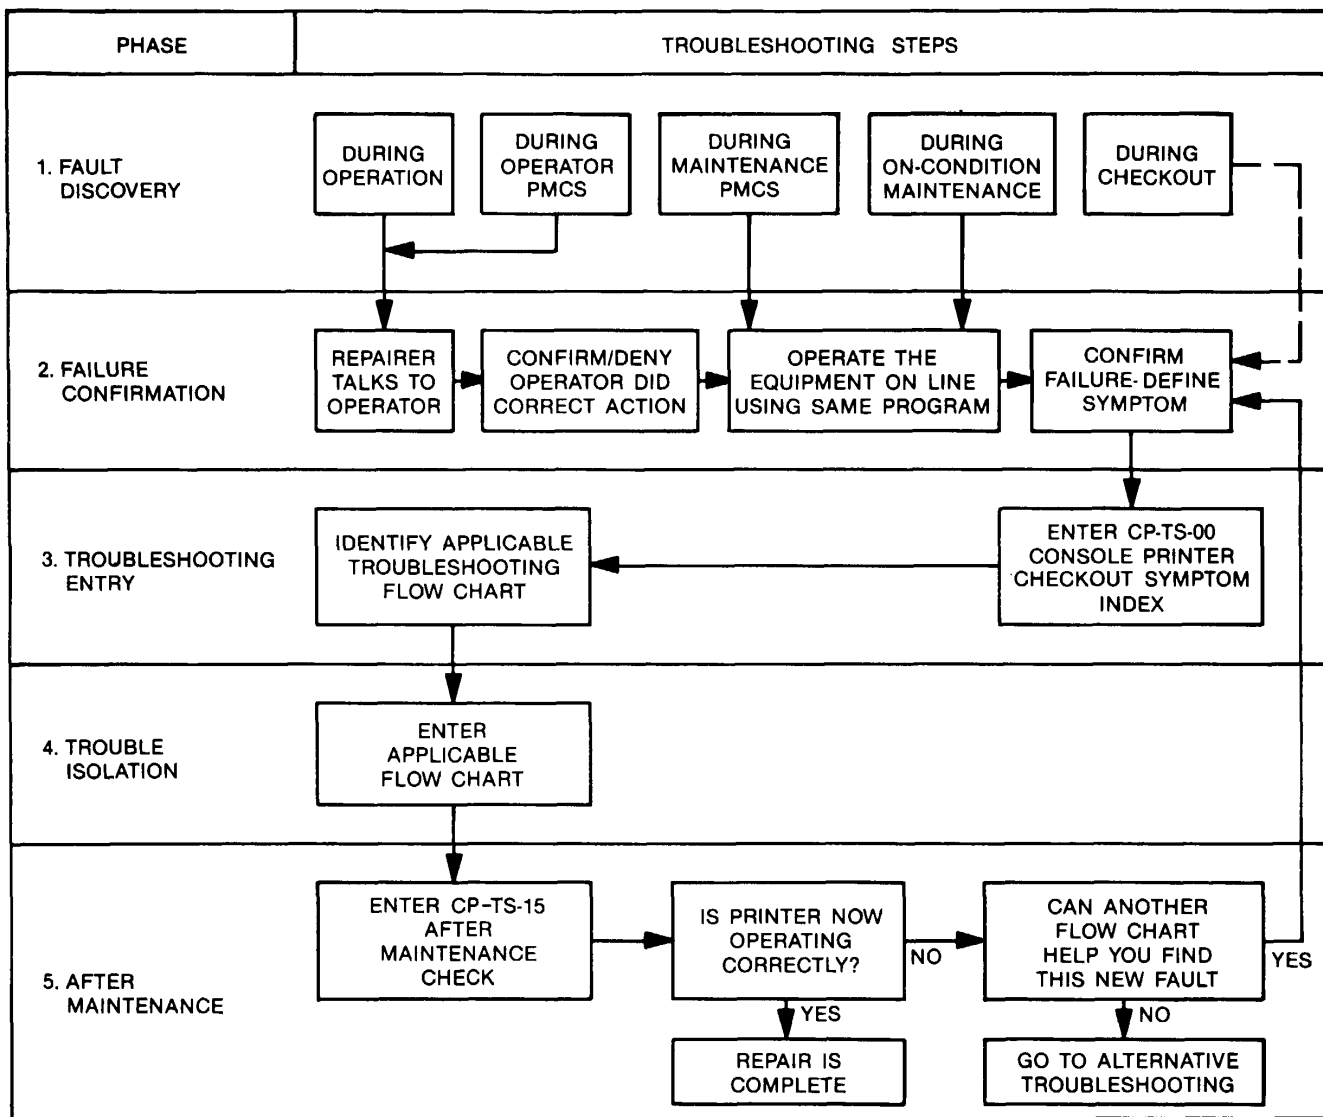 PHASE
TROUBLESHOOTING STEPS
1. FAULT
DISCOVERY
DURING
OPERATION
DURING
OPERATOR
PMCS
DURING
MAINTENANCE
PMCS
DURING
ON-CONDITION
MAINTENANCE
DURING
CHECKOUT
2. FAILURE
CONFIRMATION
REPAIRER
TALKS TO
OPERATOR
CONFIRM/DENY
OPERATOR DID
CORRECT ACTION
OPERATE THE
EQUIPMENT ON LINE
USING SAME PROGRAM
CONFIRM
FAILURE-DEFINE
SYMPTOM
3. TROUBLESHOOTING
ENTRY
IDENTIFY APPLICABLE
TROUBLESHOOTING
FLOW CHART
ENTER CP-TS-00
CONSOLE PRINTER
CHECKOUT SYMPTOM
INDEX
4. TROUBLE
ISOLATION
ENTER
APPLICABLE
FLOW CHART
5. AFTER
MAINTENANCE
ENTER CP-TS-15
AFTER
MAINTENANCE
CHECK
IS PRINTER NOW
OPERATING
CORRECTLY?
NO
CAN ANOTHER
FLOW CHART
HELP YOU FIND
THIS NEW FAULT
YES
YES
NO
REPAIR IS
COMPLETE
GO TO ALTERNATIVE
TROUBLESHOOTING